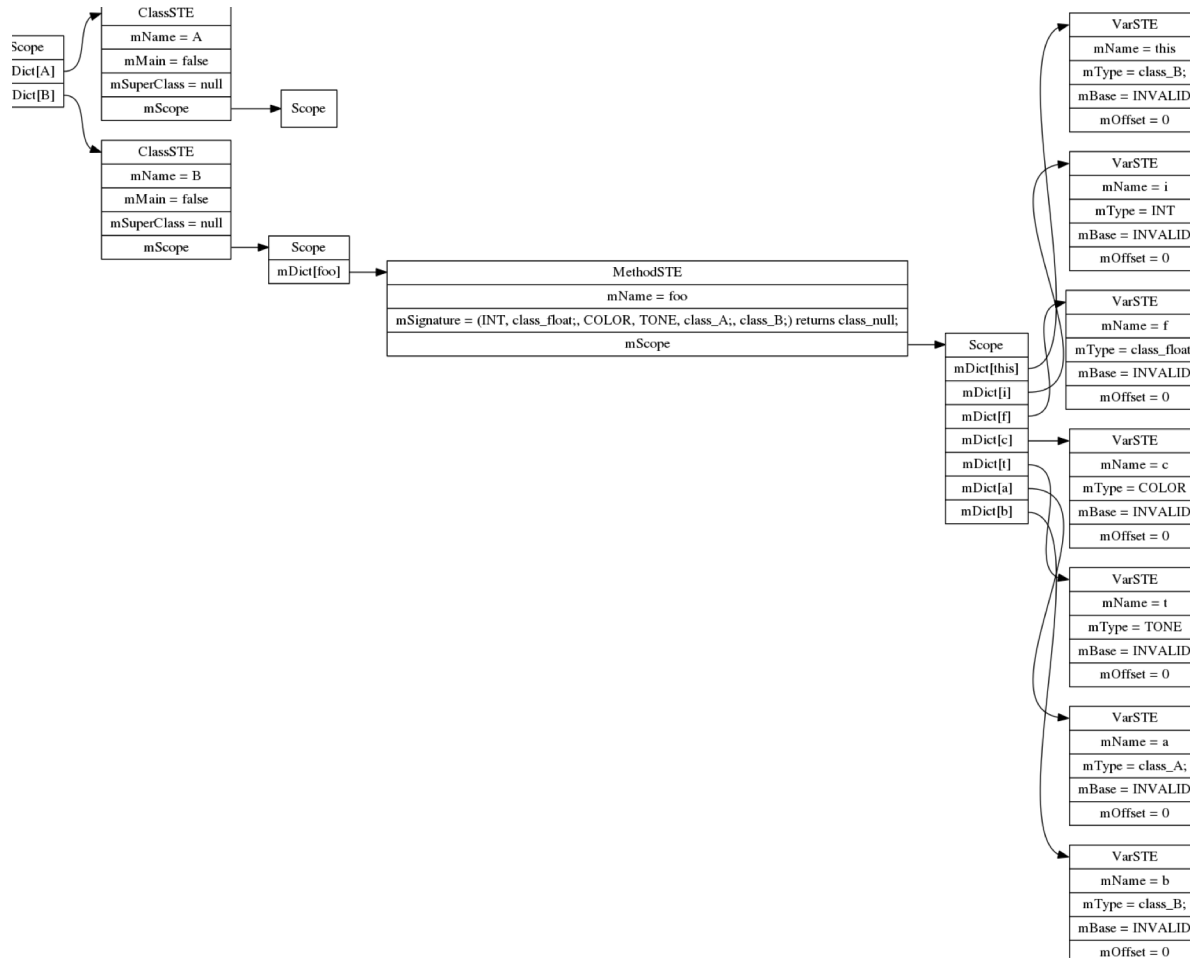 Scope
Dict[A]
Dict[B]
ClassSTE
mName = A
mMain = false
mSuperClass = null
mScope
Scope
ClassSTE
mName = B
mMain = false
mSuperClass = null
mScope
Scope
mDict[foo]
MethodSTE
mName = foo
mSignature = (INT, class_float;, COLOR, TONE, class_A;, class_B;) returns class_null;
mScope
Scope
mDict[this]
mDict[i]
mDict[f]
mDict[c]
mDict[t]
mDict[a]
mDict[b]
VarSTE
mName = this
mType = class_B;
mBase = INVALID
mOffset = 0
VarSTE
mName = i
mType = INT
mBase = INVALID
mOffset = 0
VarSTE
mName = f
mType = class_float
mBase = INVALID
mOffset = 0
VarSTE
mName = c
mType = COLOR
mBase = INVALID
mOffset = 0
VarSTE
mName = t
mType = TONE
mBase = INVALID
mOffset = 0
VarSTE
mName = a
mType = class_A;
mBase = INVALID
mOffset = 0
VarSTE
mName = b
mType = class_B;
mBase = INVALID
mOffset = 0